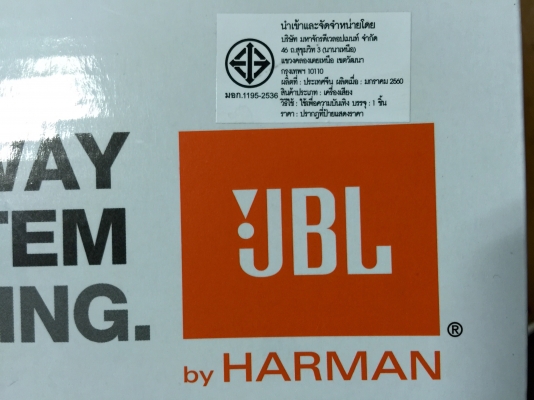 นำเข้าและจัดจำหน่ายโดย
บริษัท มหาจักรดีเวลอปเมนท์ จำกัด
46 ถ.สุขุมวิท 3 (นานาเหนือ)
แขวงคลองเตยเหนือ เขตวัฒนา
กรุงเทพฯ 10110
ผลิตที่ : ประเทศจีน ผลิตเมื่อ : มกราคม 2560
มอก.1195-2536
สินค้าประเภท : เครื่องเสียง
วิธีใช้ : ใช้เพื่อความบันเทิง บรรจุ : 1 ชิ้น
ราคา : ปรากฏที่ป้ายแสดงราคา
WAY
TEM
ING.
JBL
®
by HARMAN